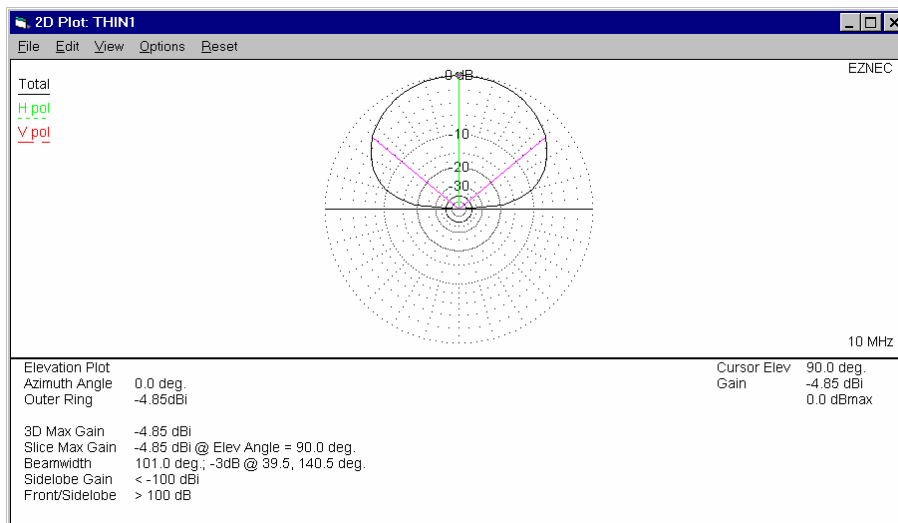 2D Plot: THIN1
File Edit View Options Reset
EZNEC
Total
H pol
V pol
0 dB
-10
-20
-30
10 MHz
Elevation Plot
Azimuth Angle 0.0 deg.
Outer Ring -4.85dBi
3D Max Gain -4.85 dBi
Slice Max Gain -4.85 dBi @ Elev Angle = 90.0 deg.
Beamwidth 101.0 deg.; -3dB @ 39.5, 140.5 deg.
Sidelobe Gain < -100 dBi
Front/Sidelobe > 100 dB
Cursor Elev 90.0 deg.
Gain -4.85 dBi
0.0 dBmax